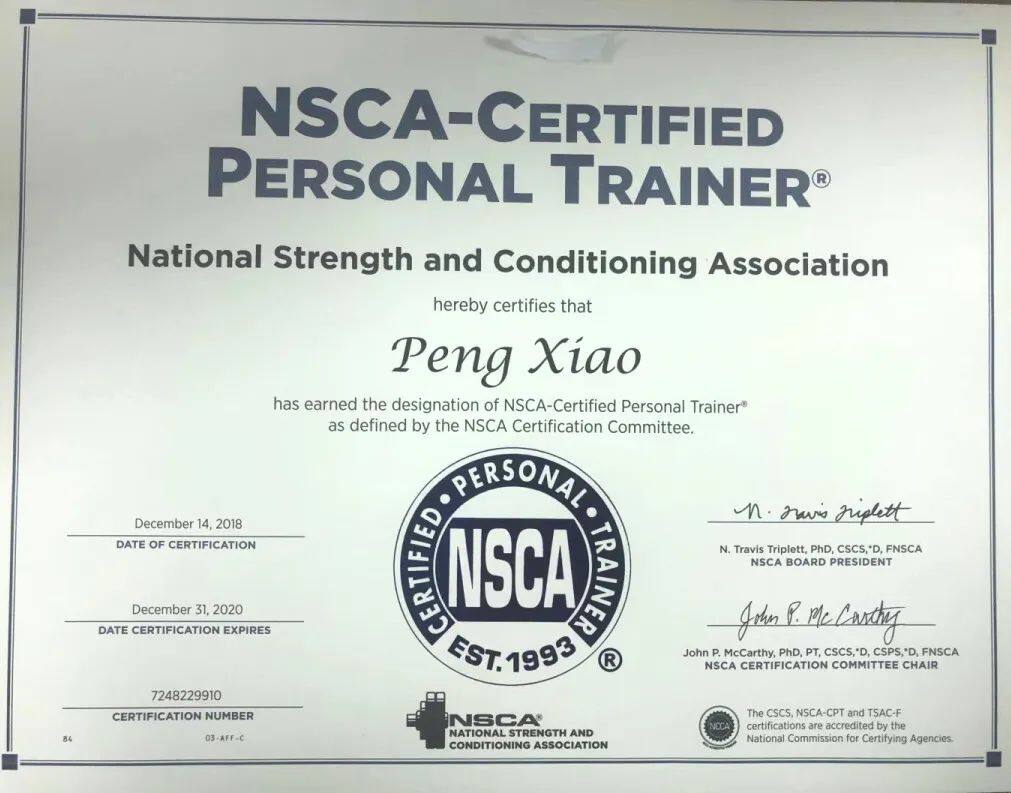 NSCA-CERTIFIED
PERSONAL TRAINER®
National Strength and Conditioning Association
hereby certifies that
Peng Xiao
has earned the designation of NSCA-Certified Personal Trainer®
as defined by the NSCA Certification Committee.
December 14, 2018
DATE OF CERTIFICATION
December 31, 2020
DATE CERTIFICATION EXPIRES
7248229910
CERTIFICATION NUMBER
84
03-AFF-C
CERTIFIED • PERSONAL • TRAINER
NSCA
EST. 1993
®
NSCA®
NATIONAL STRENGTH AND
CONDITIONING ASSOCIATION
N. Travis Triplett
N. Travis Triplett, PhD, CSCS,*D, FNSCA
NSCA BOARD PRESIDENT
John P. McCarthy
John P. McCarthy, PhD, PT, CSCS,*D, CSPS,*D, FNSCA
NSCA CERTIFICATION COMMITTEE CHAIR
NCCA
The CSCS, NSCA-CPT and TSAC-F
certifications are accredited by the
National Commission for Certifying Agencies.